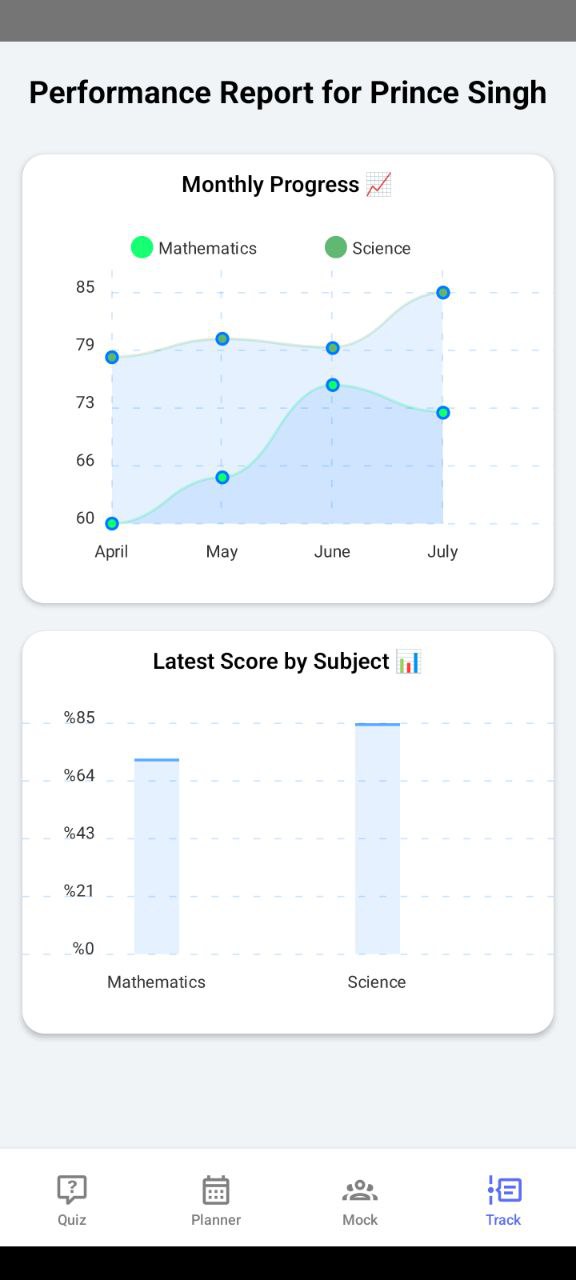 Performance Report for Prince Singh
Monthly Progress 📈
Mathematics Science
85
79
73
66
60
April May June July
Latest Score by Subject 📊
%85
%64
%43
%21
%0
Mathematics Science
Quiz Planner Mock Track